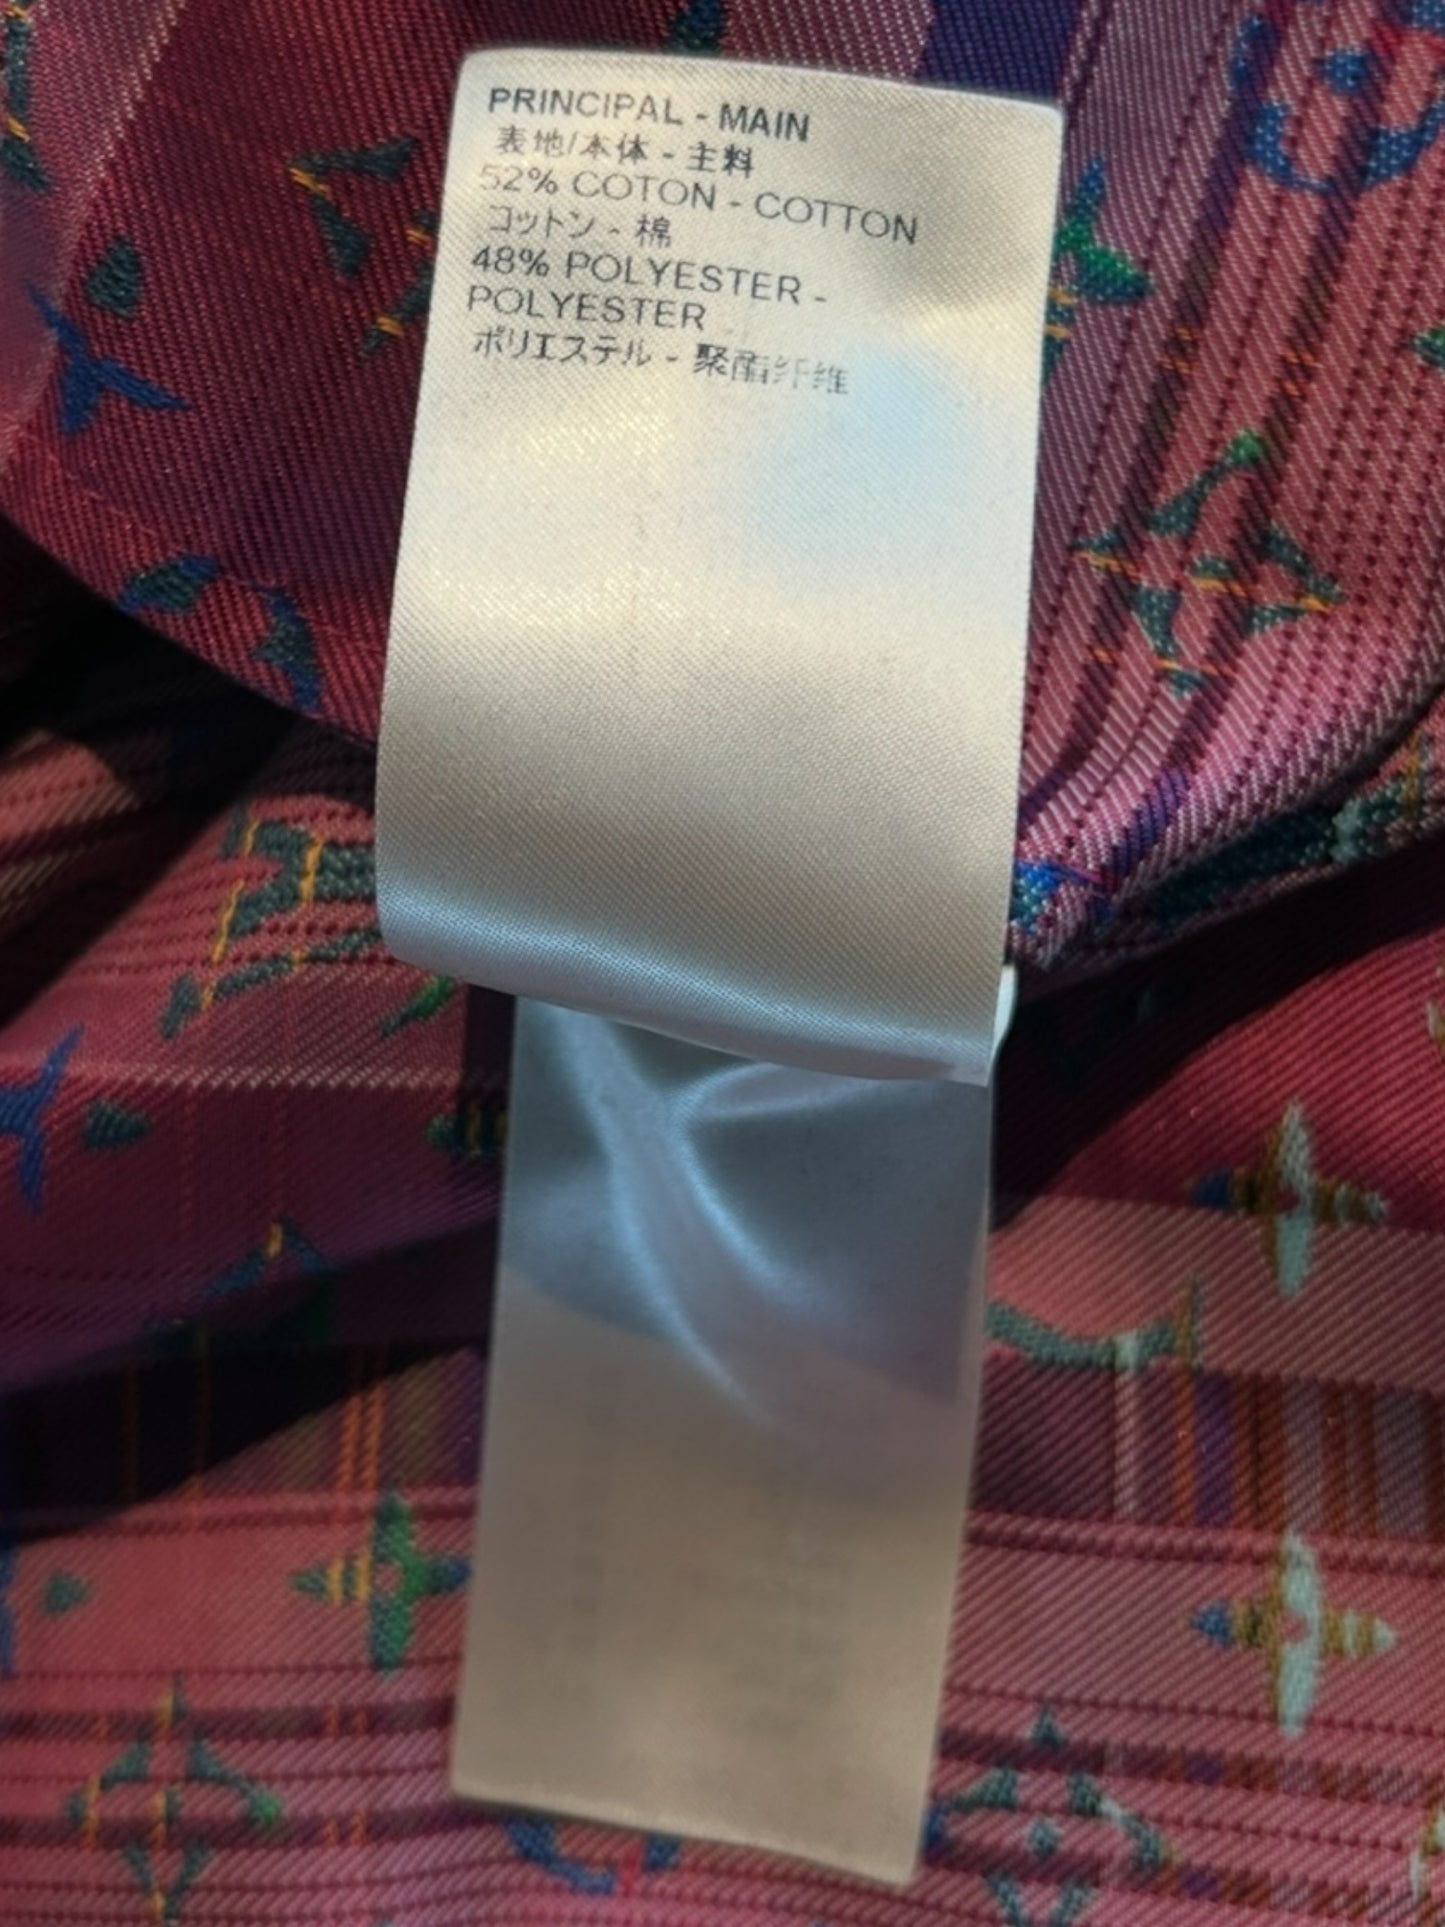 PRINCIPAL - MAIN
表地/本体 - 主料
52% COTON - COTTON
コットン - 棉
48% POLYESTER -
POLYESTER
ポリエステル - 聚酯纤维